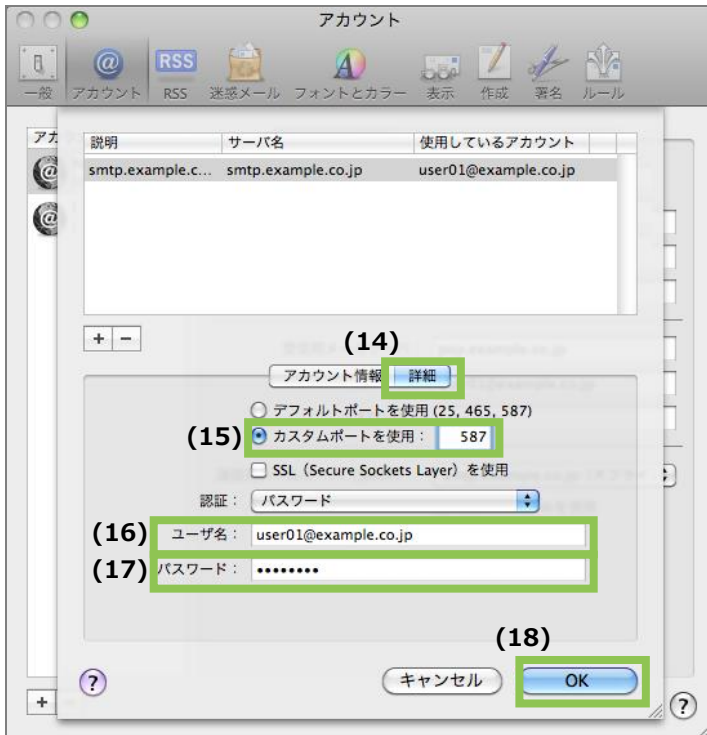 アカウント
@ RSS A
一般 アカウント RSS 迷惑メール フォントとカラー 表示 作成 署名 ルール
アカ
説明 サーバ名 使用しているアカウント
smtp.example.c... smtp.example.co.jp user01@example.co.jp
+ −
(14)
アカウント情報 詳細
デフォルトポートを使用 (25, 465, 587)
(15) カスタムポートを使用： 587
SSL（Secure Sockets Layer）を使用
認証： パスワード
(16) ユーザ名： user01@example.co.jp
(17) パスワード： ••••••••
(18)
? キャンセル OK
+ ?